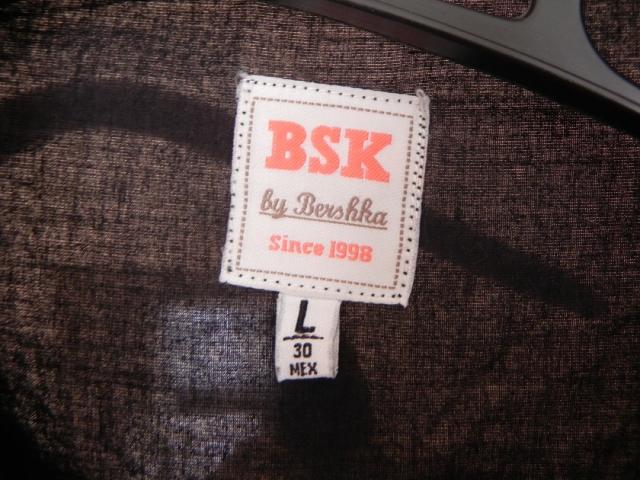 BSK
by Bershka
Since 1998
L
30
MEX